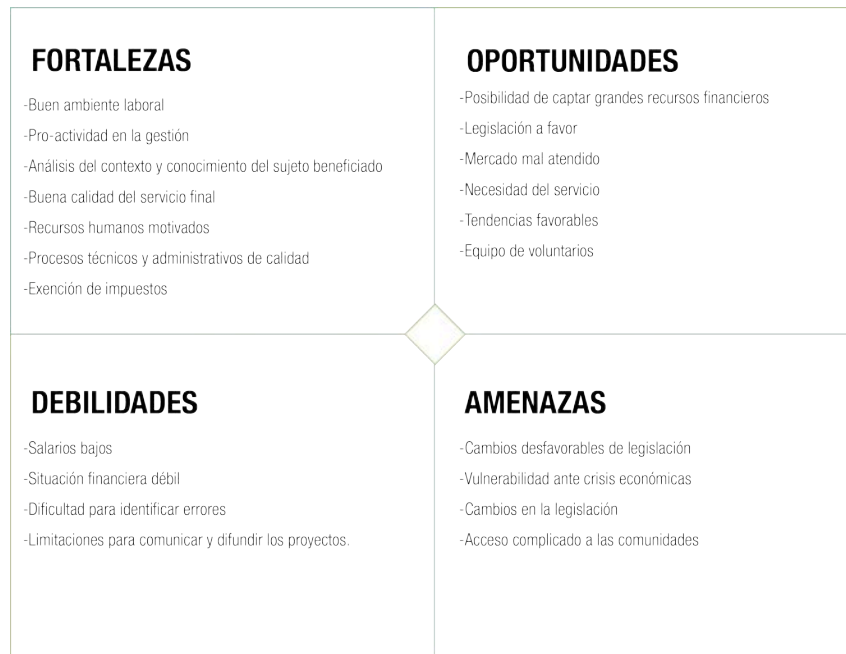 FORTALEZAS
-Buen ambiente laboral
-Pro-actividad en la gestión
-Análisis del contexto y conocimiento del sujeto beneficiado
-Buena calidad del servicio final
-Recursos humanos motivados
-Procesos técnicos y administrativos de calidad
-Exención de impuestos
OPORTUNIDADES
-Posibilidad de captar grandes recursos financieros
-Legislación a favor
-Mercado mal atendido
-Necesidad del servicio
-Tendencias favorables
-Equipo de voluntarios
DEBILIDADES
-Salarios bajos
-Situación financiera débil
-Dificultad para identificar errores
-Limitaciones para comunicar y difundir los proyectos.
AMENAZAS
-Cambios desfavorables de legislación
-Vulnerabilidad ante crisis económicas
-Cambios en la legislación
-Acceso complicado a las comunidades